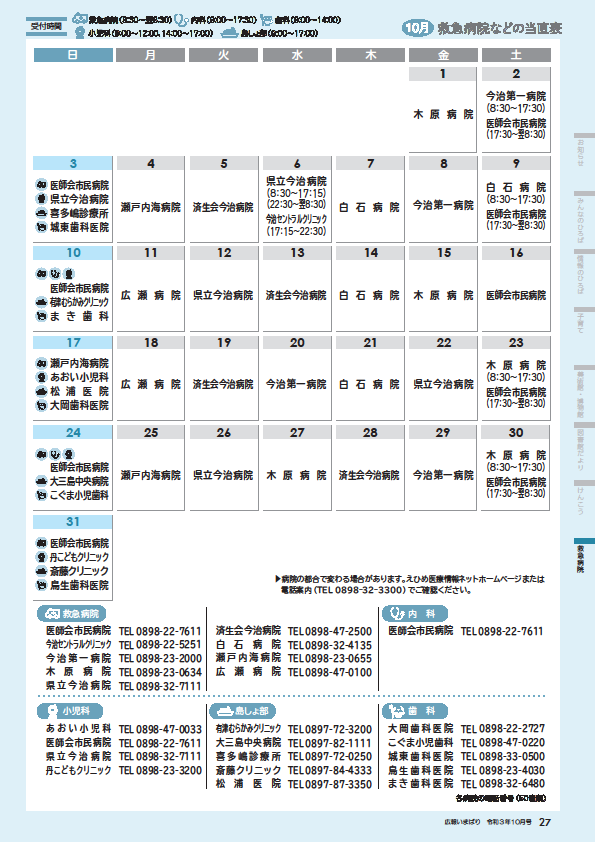 受付時間
救急病院(8:30〜翌8:30) 内科(9:00〜17:30) 歯科(9:00〜14:00)
小児科(9:00〜12:00、14:00〜17:00) 島しょ部(9:00〜17:00)
10月 救急病院などの当直表
日 月 火 水 木 金 土
1 2
木原病院
今治第一病院
(8:30〜17:30)
医師会市民病院
(17:30〜翌8:30)
3 4 5 6 7 8 9
医師会市民病院
県立今治病院
喜多嶋診療所
城東歯科医院
瀬戸内海病院
済生会今治病院
県立今治病院
(8:30〜17:15)
(22:30〜翌8:30)
今治セントラルクリニック
(17:15〜22:30)
白石病院
今治第一病院
白石病院
(8:30〜17:30)
医師会市民病院
(17:30〜翌8:30)
10 11 12 13 14 15 16
医師会市民病院
有津むらかみクリニック
まき歯科
広瀬病院
県立今治病院
済生会今治病院
白石病院
木原病院
医師会市民病院
17 18 19 20 21 22 23
瀬戸内海病院
あおい小児科
松浦医院
大岡歯科医院
広瀬病院
済生会今治病院
今治第一病院
白石病院
県立今治病院
木原病院
(8:30〜17:30)
医師会市民病院
(17:30〜翌8:30)
24 25 26 27 28 29 30
医師会市民病院
大三島中央病院
こぐま小児歯科
瀬戸内海病院
県立今治病院
木原病院
済生会今治病院
今治第一病院
木原病院
(8:30〜17:30)
医師会市民病院
(17:30〜翌8:30)
31
医師会市民病院
丹こどもクリニック
斎藤クリニック
鳥生歯科医院
▶病院の都合で変わる場合があります。えひめ医療情報ネットホームページまたは
電話案内(TEL 0898-32-3300)でご確認ください。
救急病院
医師会市民病院 TEL 0898-22-7611
今治セントラルクリニック TEL 0898-22-5251
今治第一病院 TEL 0898-23-2000
木原病院 TEL 0898-23-0634
県立今治病院 TEL 0898-32-7111
済生会今治病院 TEL 0898-47-2500
白石病院 TEL 0898-32-4135
瀬戸内海病院 TEL 0898-23-0655
広瀬病院 TEL 0898-47-0100
内科
医師会市民病院 TEL 0898-22-7611
小児科
あおい小児科 TEL 0898-47-0033
医師会市民病院 TEL 0898-22-7611
県立今治病院 TEL 0898-32-7111
丹こどもクリニック TEL 0898-23-3200
島しょ部
有津むらかみクリニック TEL 0897-72-3200
大三島中央病院 TEL 0897-82-1111
喜多嶋診療所 TEL 0897-72-0250
斎藤クリニック TEL 0897-84-4333
松浦医院 TEL 0897-87-3350
歯科
大岡歯科医院 TEL 0898-22-2727
こぐま小児歯科 TEL 0898-47-0220
城東歯科医院 TEL 0898-33-0500
鳥生歯科医院 TEL 0898-23-4030
まき歯科医院 TEL 0898-32-6480
各病院の電話番号(50音順)
お知らせ
みんなのひろば
情報のひろば
子育て
美術館・博物館
図書館だより
けんこう
救急病院
広報いまばり 令和3年10月号 27